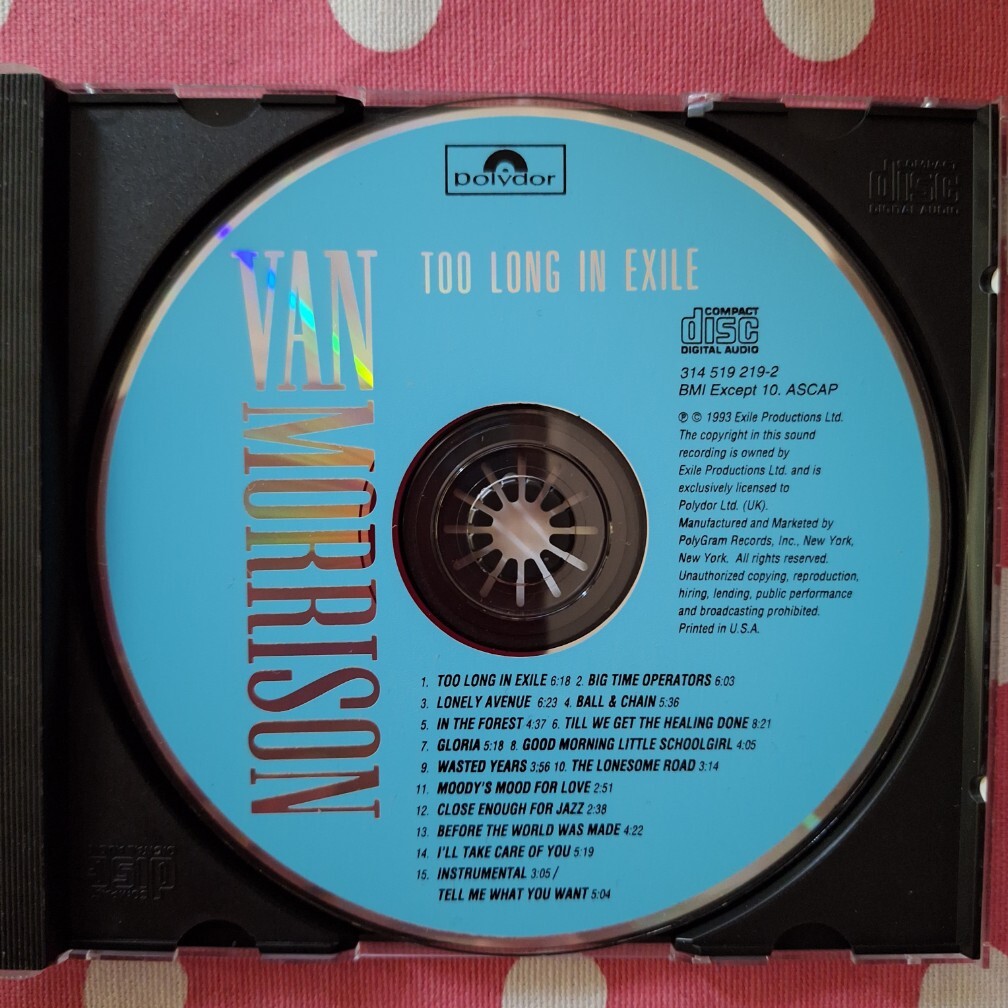 polydor
VAN MORRISON
TOO LONG IN EXILE
COMPACT
disc
DIGITAL AUDIO
COMPACT
disc
DIGITAL AUDIO
314 519 219-2
BMI Except 10. ASCAP
℗ © 1993 Exile Productions Ltd.
The copyright in this sound
recording is owned by
Exile Productions Ltd. and is
exclusively licensed to
Polydor Ltd. (UK).
Manufactured and Marketed by
PolyGram Records, Inc., New York,
New York. All rights reserved.
Unauthorized copying, reproduction,
hiring, lending, public performance
and broadcasting prohibited.
Printed in U.S.A.
1. TOO LONG IN EXILE 6:18 2. BIG TIME OPERATORS 6:03
3. LONELY AVENUE 6:23 4. BALL & CHAIN 5:36
5. IN THE FOREST 4:37 6. TILL WE GET THE HEALING DONE 8:21
7. GLORIA 5:18 8. GOOD MORNING LITTLE SCHOOLGIRL 4:05
9. WASTED YEARS 3:56 10. THE LONESOME ROAD 3:14
11. MOODY'S MOOD FOR LOVE 2:51
12. CLOSE ENOUGH FOR JAZZ 2:38
13. BEFORE THE WORLD WAS MADE 4:22
14. I'LL TAKE CARE OF YOU 5:19
15. INSTRUMENTAL 3:05 /
TELL ME WHAT YOU WANT 5:04
COMPACT
disc
DIGITAL AUDIO